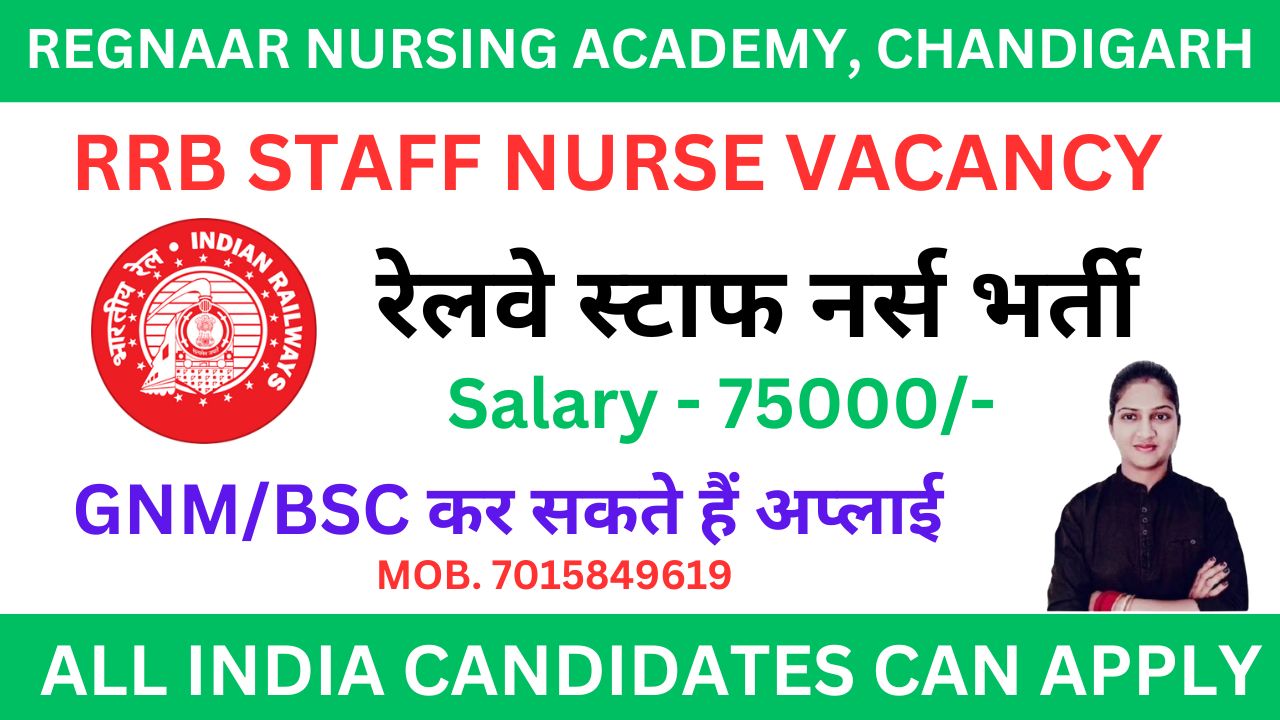 REGNAAR NURSING ACADEMY, CHANDIGARH
RRB STAFF NURSE VACANCY
भारतीय रेल • INDIAN RAILWAYS
रेलवे स्टाफ नर्स भर्ती
Salary - 75000/-
GNM/BSC कर सकते हैं अप्लाई
MOB. 7015849619
ALL INDIA CANDIDATES CAN APPLY